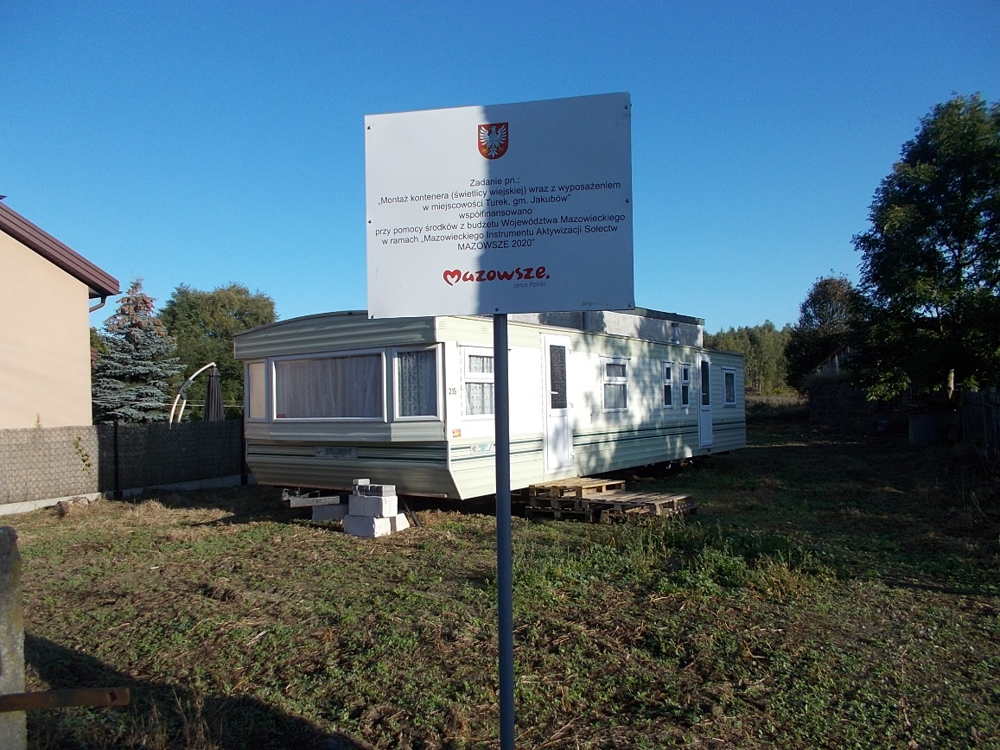 Zadanie pn.:
„Montaż kontenera (świetlicy wiejskiej) wraz z wyposażeniem
w miejscowości Turek, gm. Jakubów”
współfinansowano
przy pomocy środków z budżetu Województwa Mazowieckiego
w ramach „Mazowieckiego Instrumentu Aktywizacji Sołectw
MAZOWSZE 2020”
mazowsze.
serce Polski
215